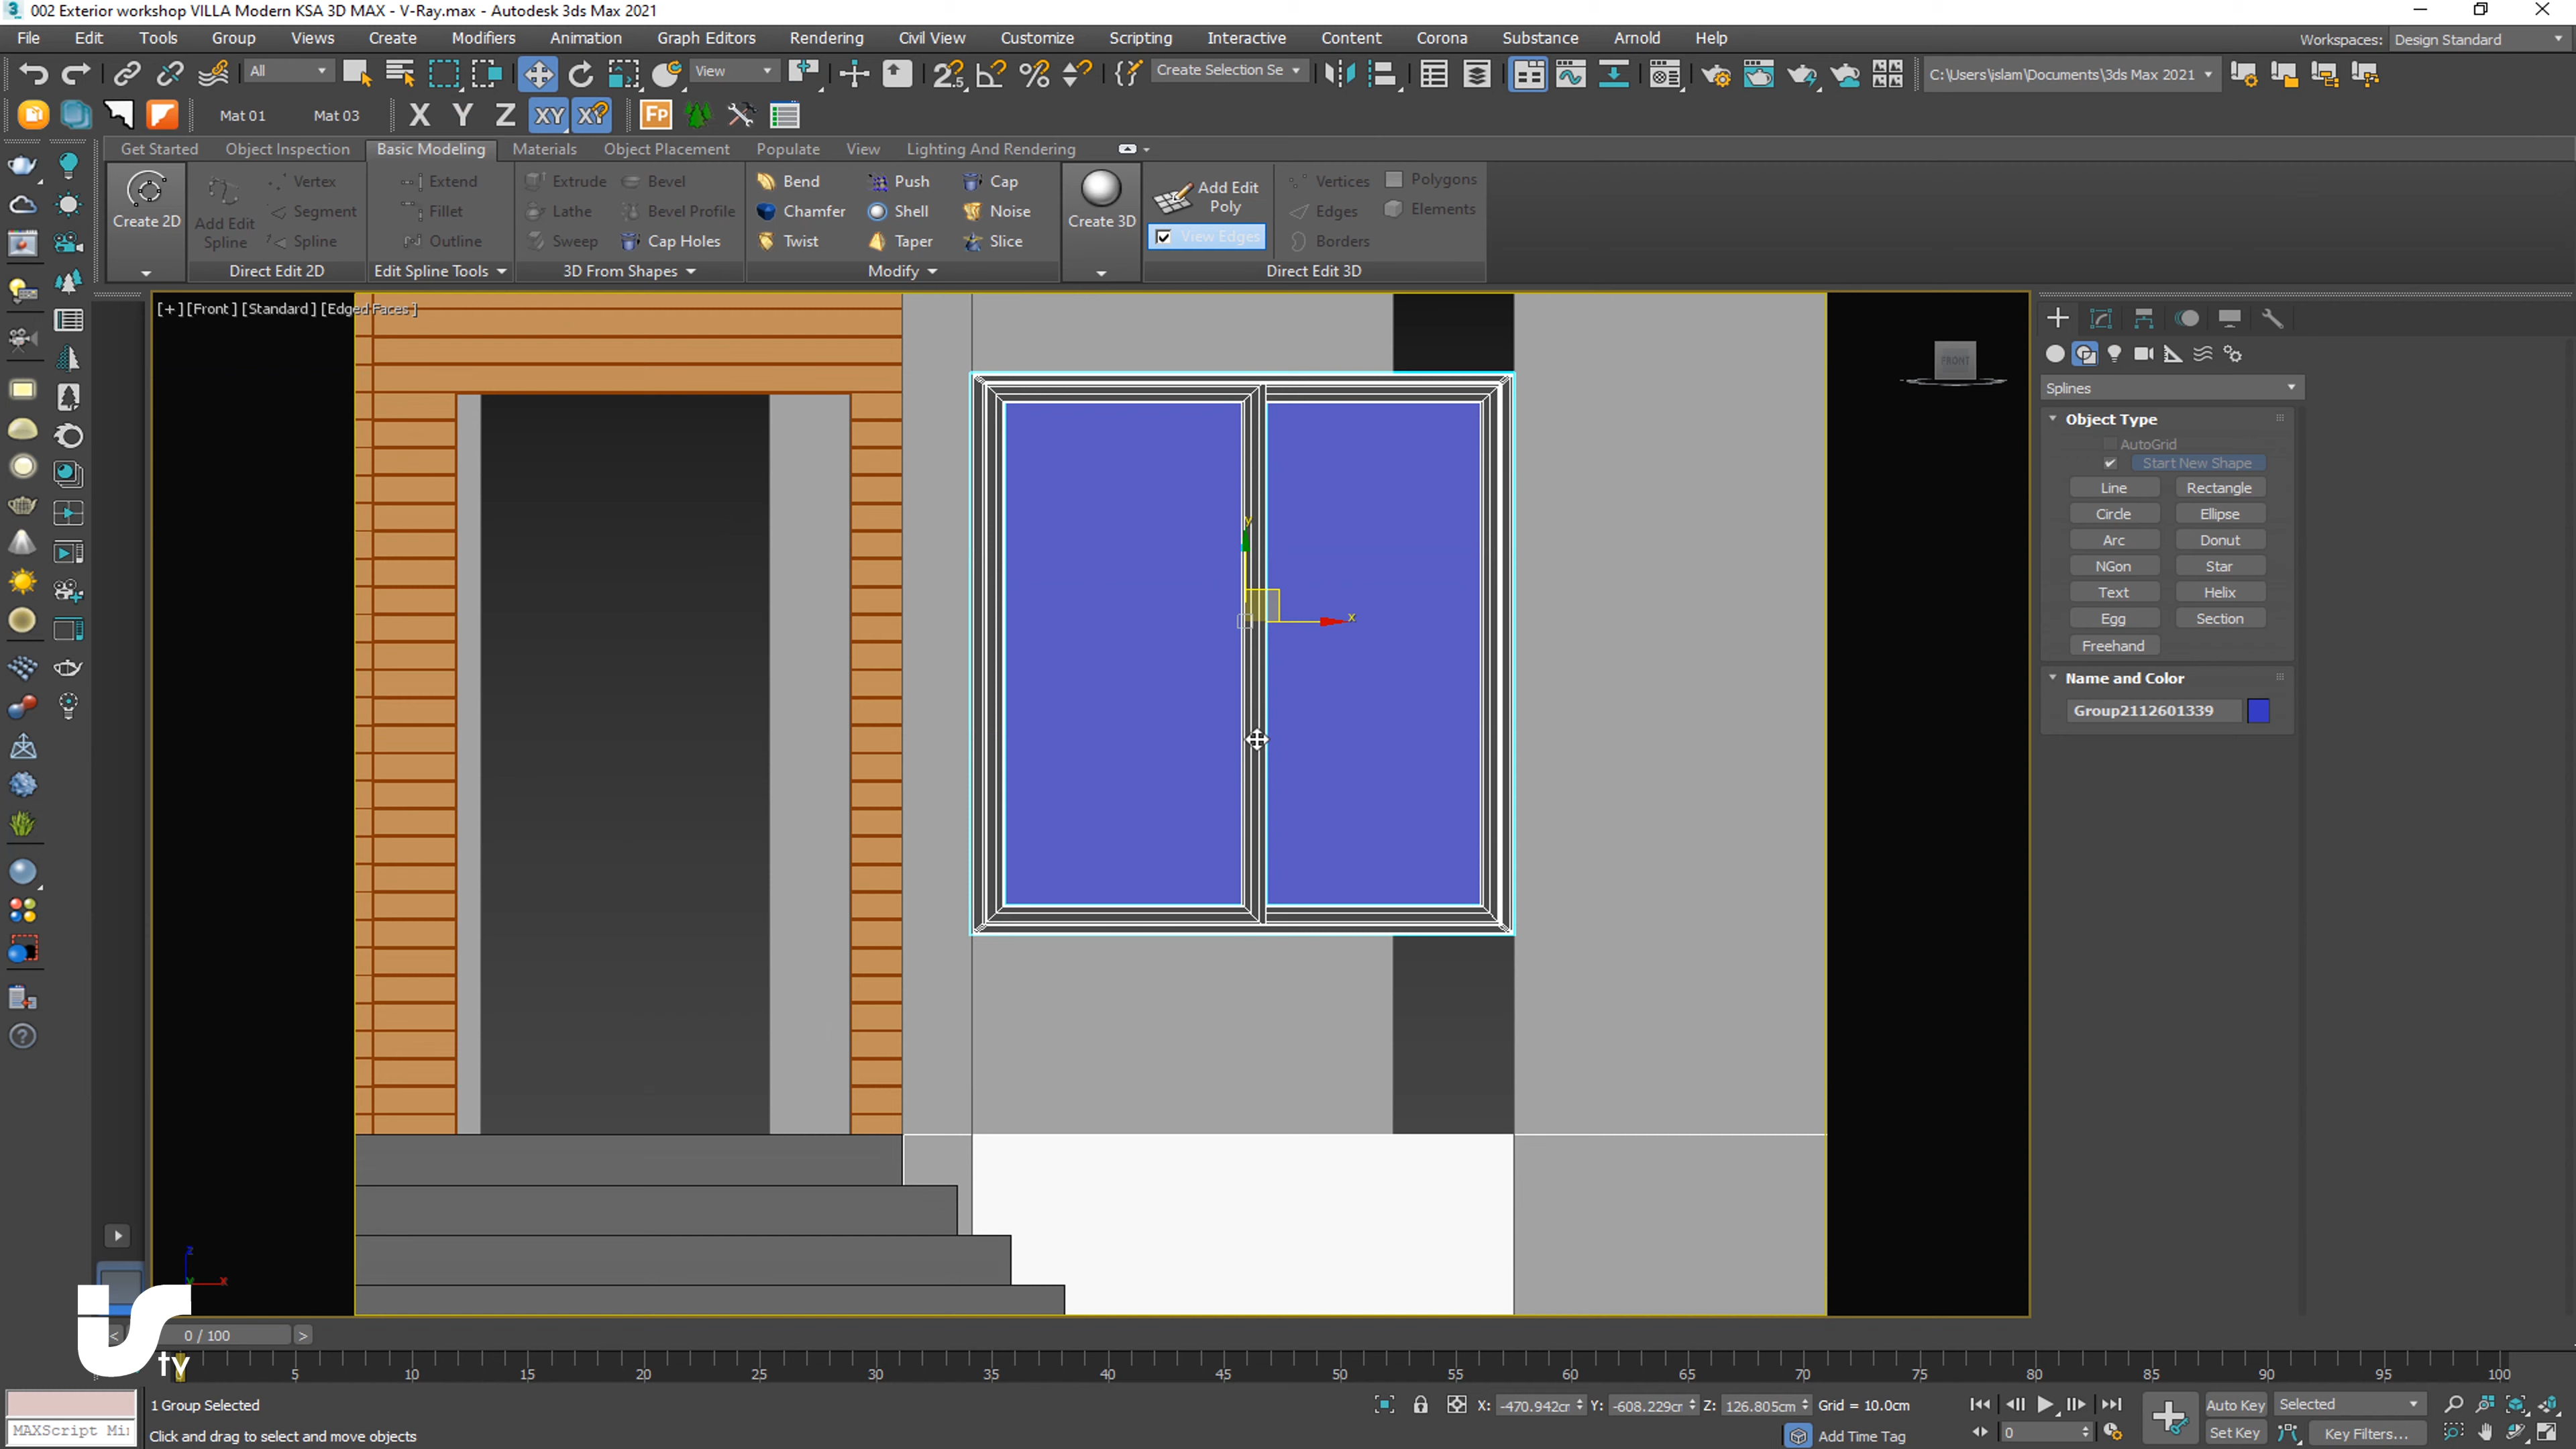 002 Exterior workshop VILLA Modern KSA 3D MAX - V-Ray.max - Autodesk 3ds Max 2021
File Edit Tools Group Views Create Modifiers Animation Graph Editors Rendering Civil View Customize Scripting Interactive Content Corona Substance Arnold Help Workspaces: Design Standard
All View Create Selection Se C:\Users\islam\Documents\3ds Max 2021
Mat 01 Mat 03 X Y Z XY XY Fp
Get Started Object Inspection Basic Modeling Materials Object Placement Populate View Lighting And Rendering
Create 2D Add Edit Spline Vertex Segment Spline
Direct Edit 2D
Extend Fillet Outline
Edit Spline Tools
Extrude Bevel
Lathe Bevel Profile
Sweep Cap Holes
3D From Shapes
Bend Push Cap
Chamfer Shell Noise
Twist Taper Slice
Modify
Create 3D
Add Edit Poly
View Edges
Vertices Polygons
Edges Elements
Borders
Direct Edit 3D
[+] [Front] [Standard] [Edged Faces]
FRONT
y
x
z
x
Splines
Object Type
AutoGrid
Start New Shape
Line Rectangle
Circle Ellipse
Arc Donut
NGon Star
Text Helix
Egg Section
Freehand
Name and Color
Group2112601339
tv
< 0 / 100 >
5 10 15 20 25 30 35 40 45 50 55 60 65 70 75 80 85 90 95 100
1 Group Selected
X: -470.942cr Y: -608.229cr Z: 126.805cm Grid = 10.0cm
Auto Key Selected
MAXScript Mi
Click and drag to select and move objects
Add Time Tag
0
Set Key Key Filters...